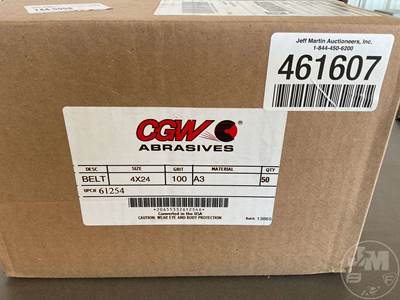 Jeff Martin Auctioneers, Inc.
1-844-450-6200
461607
CGW
ABRASIVES
DESC SIZE GRIT MATERIAL QTY
BELT 4X24 100 A3 50
UPC# 61254
Converted in the USA
CAUTION: WEAR EYE AND BODY PROTECTION
JM